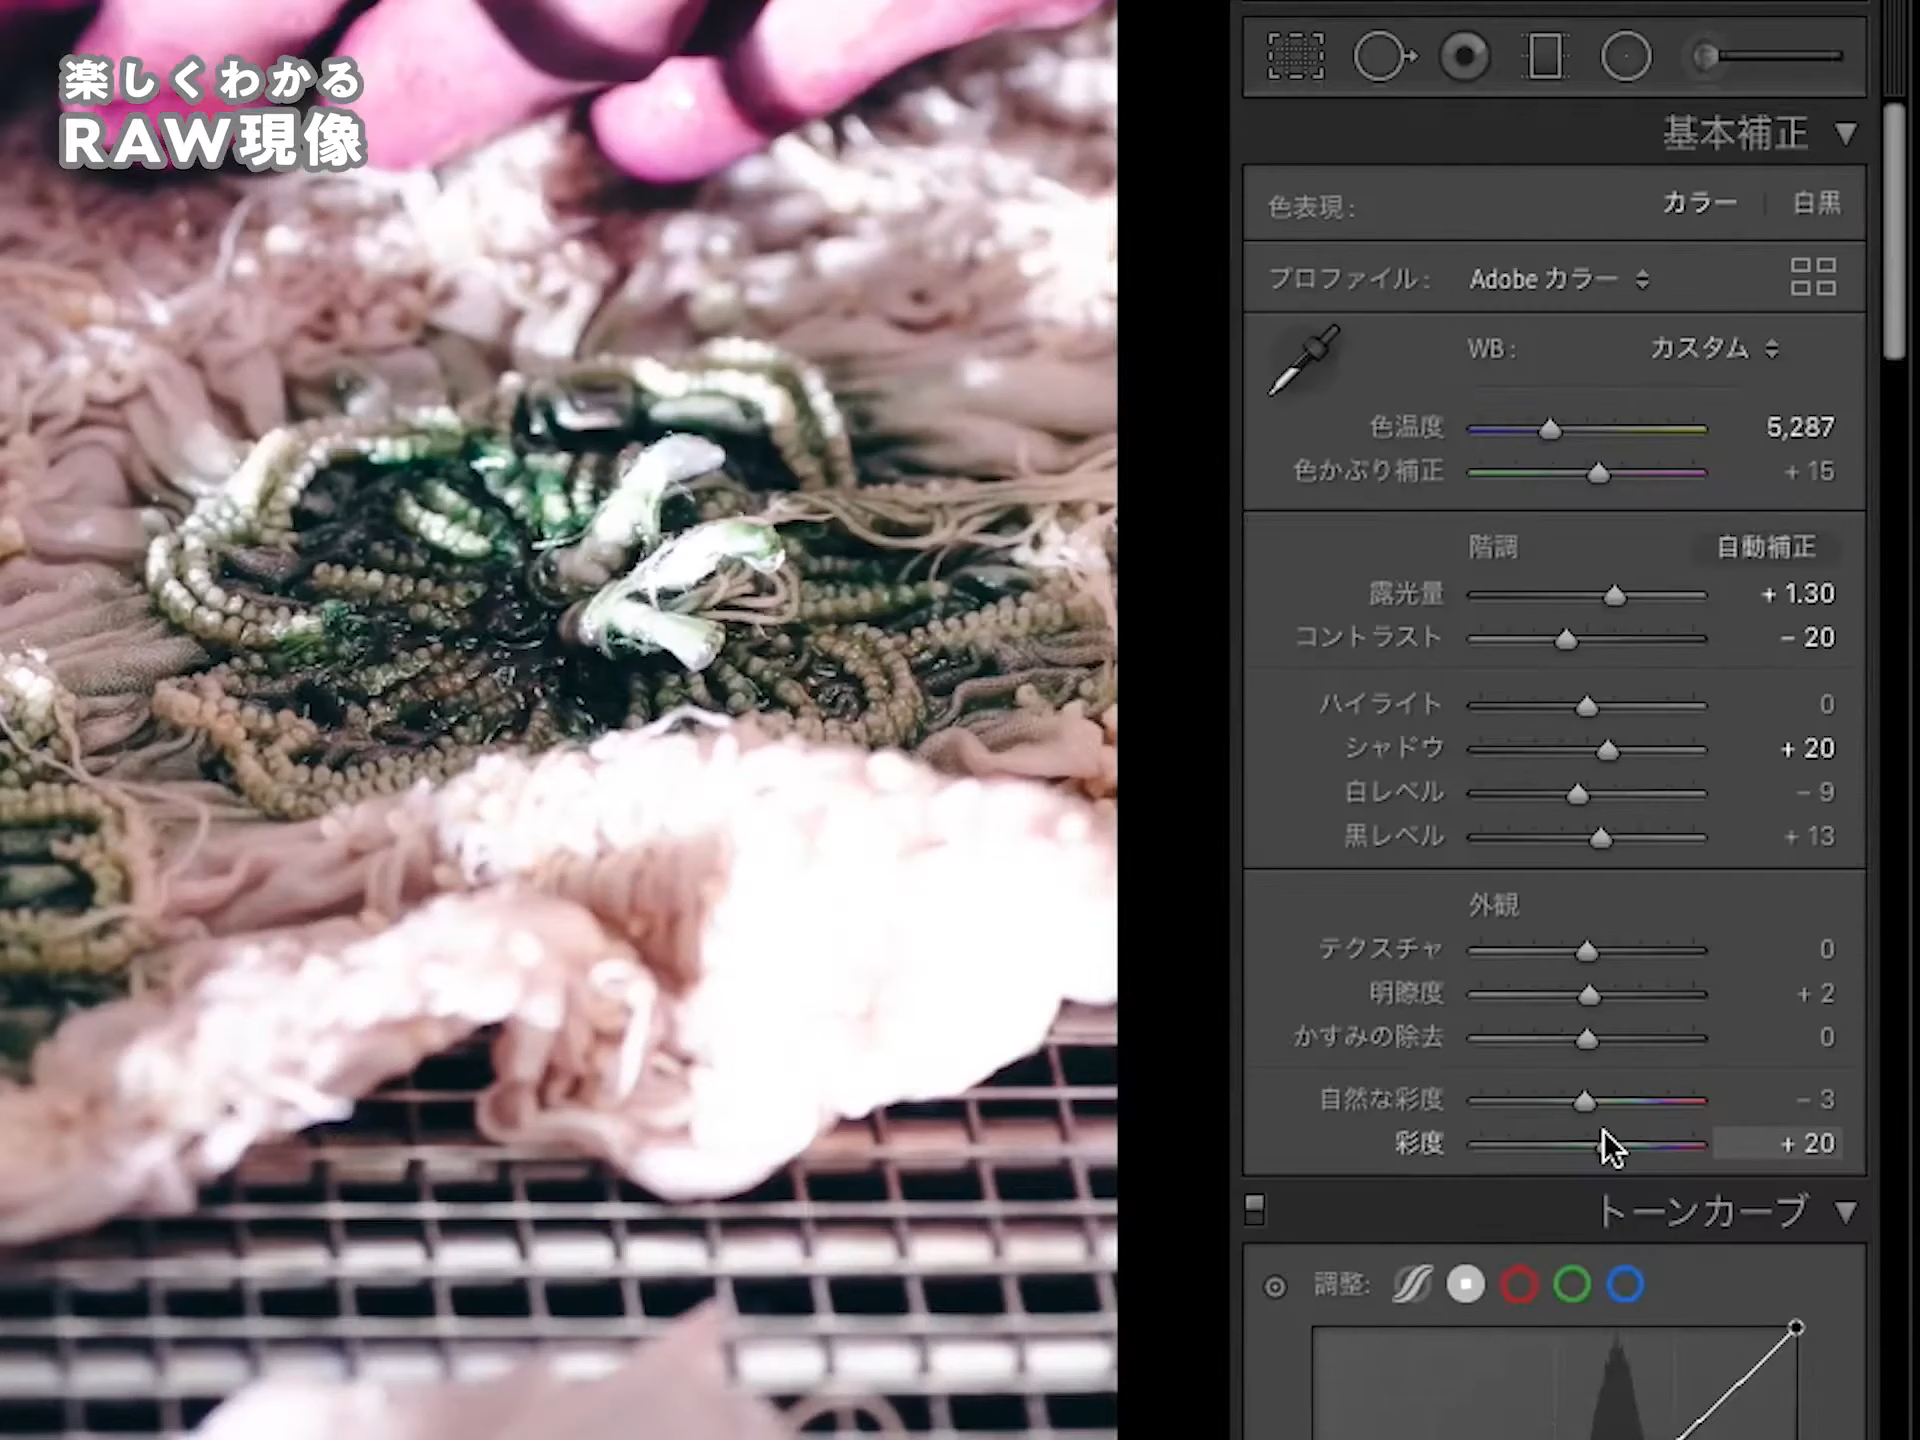 楽しくわかる
RAW現像
基本補正
色表現: カラー 白黒
プロファイル: Adobe カラー
WB: カスタム
色温度 5,287
色かぶり補正 + 15
階調 自動補正
露光量 + 1.30
コントラスト − 20
ハイライト 0
シャドウ + 20
白レベル − 9
黒レベル + 13
外観
テクスチャ 0
明瞭度 + 2
かすみの除去 0
自然な彩度 − 3
彩度 + 20
トーンカーブ
調整: